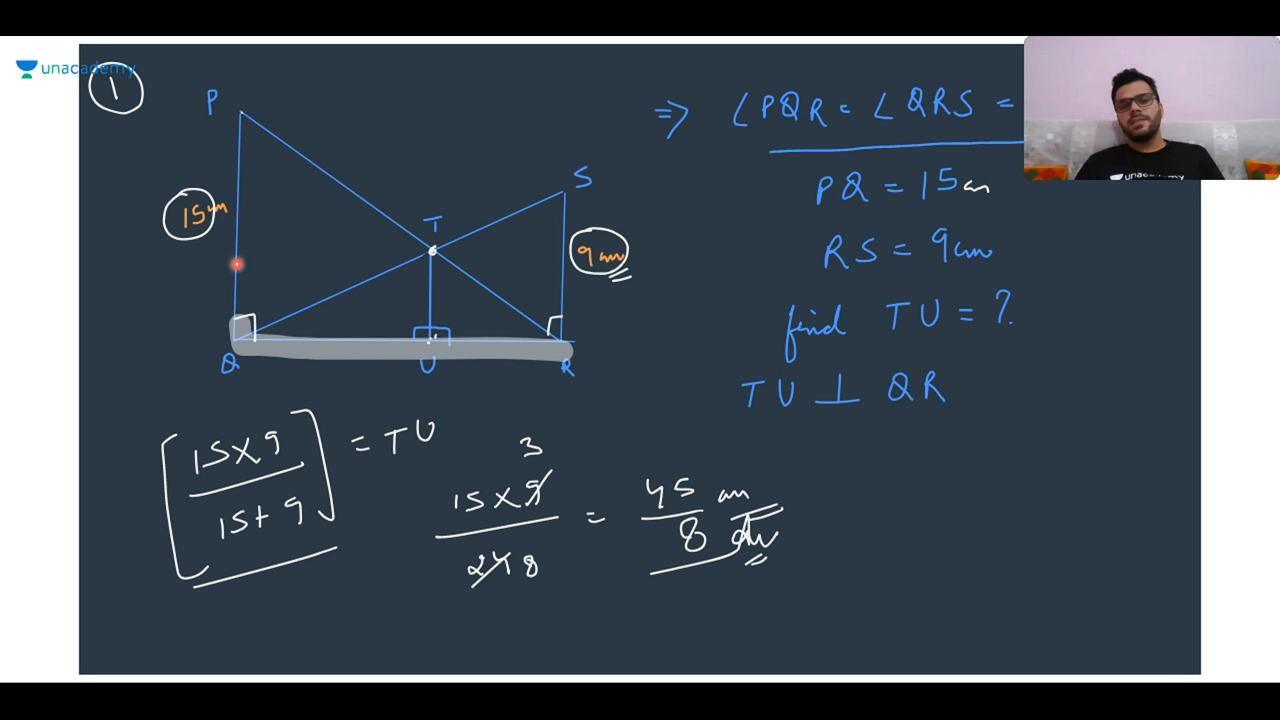 unacademy
1
P
⇒ ∠PQR = ∠QRS =
S
PQ = 15cm
15cm
T
9cm
RS = 9cm
find TU = ?
Q U R
TU ⊥ QR
[15×9 / 15+9] = TU
3
15×9 / 24 8 = 45 / 8 cm
unacademy